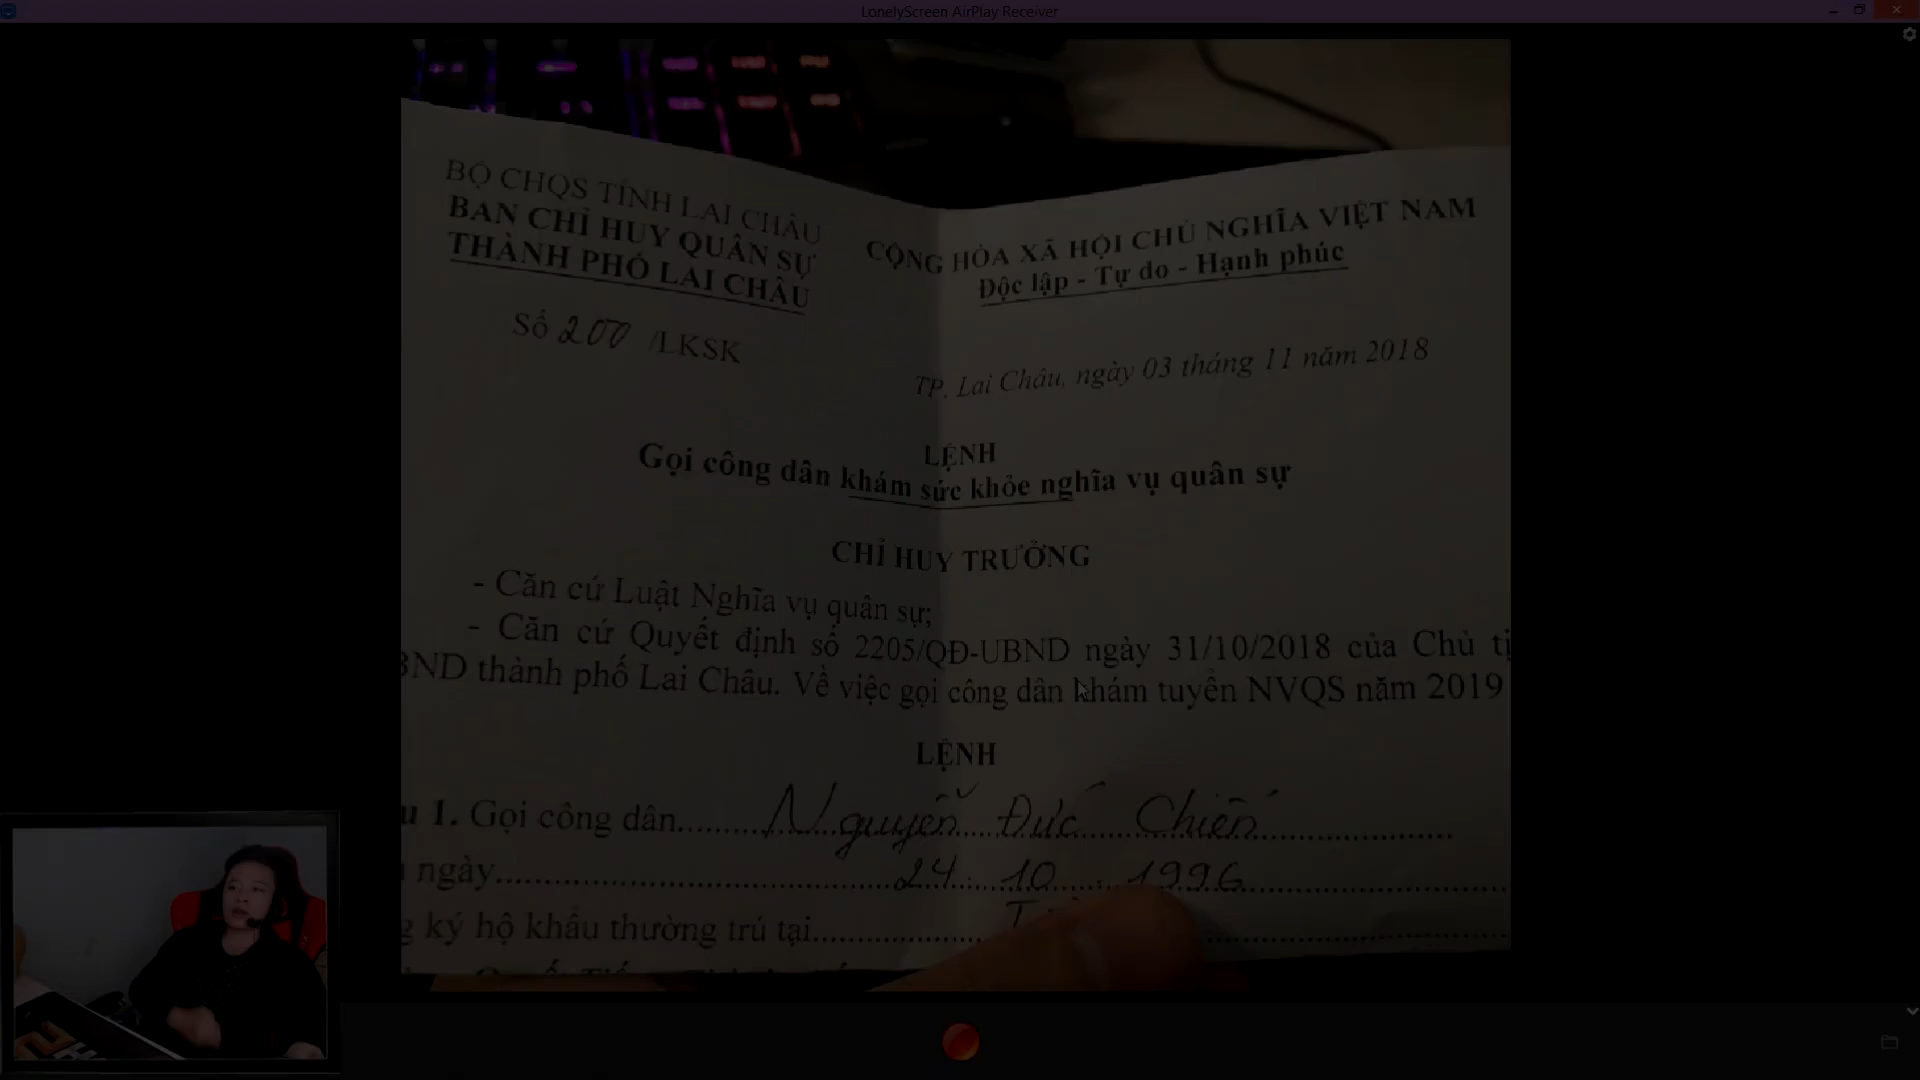 LonelyScreen AirPlay Receiver
BỘ CHQS TỈNH LAI CHÂU
BAN CHỈ HUY QUÂN SỰ
THÀNH PHỐ LAI CHÂU
Số 200 /LKSK
CỘNG HÒA XÃ HỘI CHỦ NGHĨA VIỆT NAM
Độc lập - Tự do - Hạnh phúc
TP. Lai Châu, ngày 03 tháng 11 năm 2018
LỆNH
Gọi công dân khám sức khỏe nghĩa vụ quân sự
CHỈ HUY TRƯỞNG
- Căn cứ Luật Nghĩa vụ quân sự;
- Căn cứ Quyết định số 2205/QĐ-UBND ngày 31/10/2018 của Chủ
BND thành phố Lai Châu. Về việc gọi công dân khám tuyển NVQS năm 2019
LỆNH
1. Gọi công dân Nguyễn Đức Chiến
ngày 24. 10. 1996
ký hộ khẩu thường trú tại